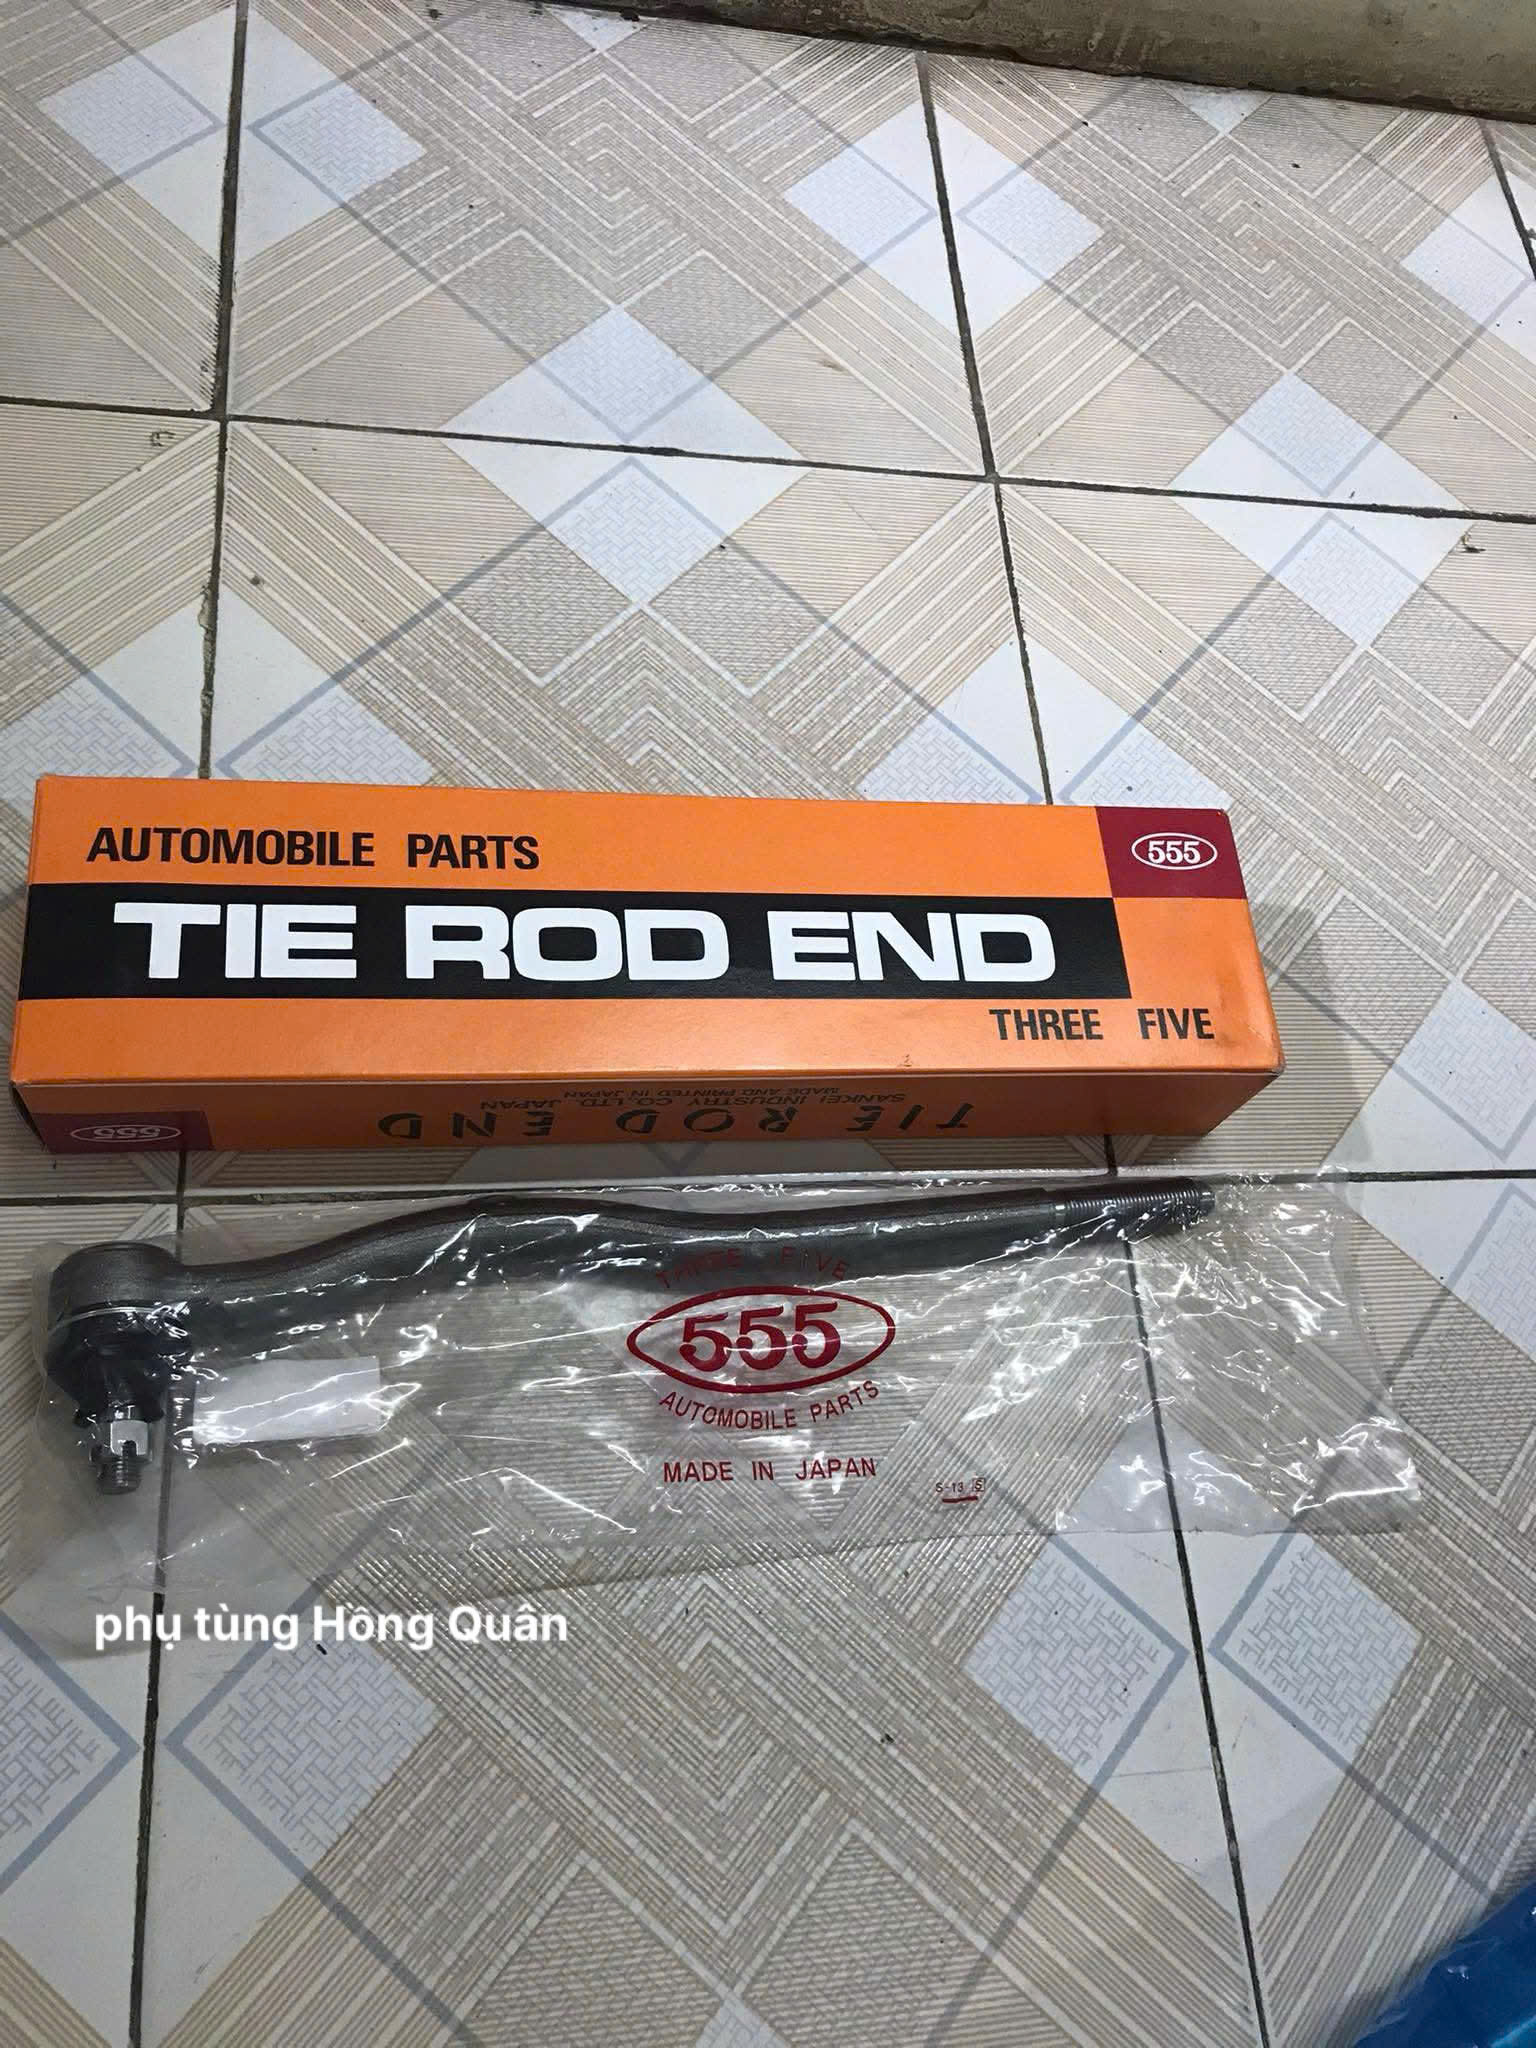 AUTOMOBILE PARTS
555
TIE ROD END
THREE FIVE
TIE ROD END
SANKEI INDUSTRY CO., LTD. JAPAN
MADE AND PRINTED IN JAPAN
555
THREE FIVE
555
AUTOMOBILE PARTS
MADE IN JAPAN
S-13 S
phụ tùng Hồng Quân